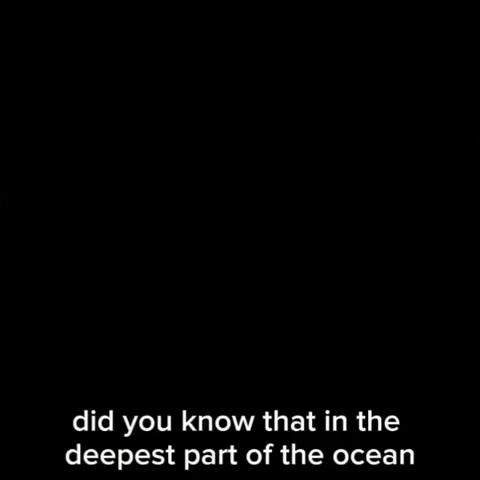 did you know that in the
deepest part of the ocean